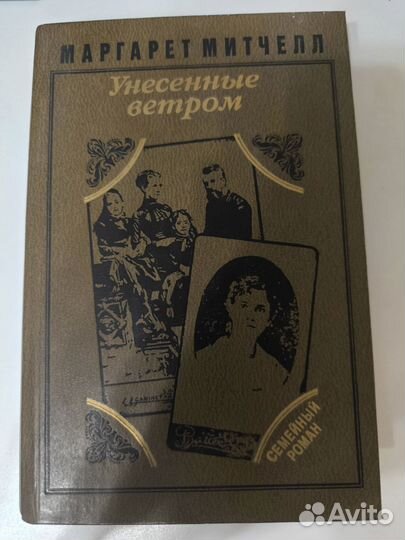 МАРГАРЕТ МИТЧЕЛЛ
Унесенные
ветром
СЕМЕЙНЫЙ
РОМАН
Avito